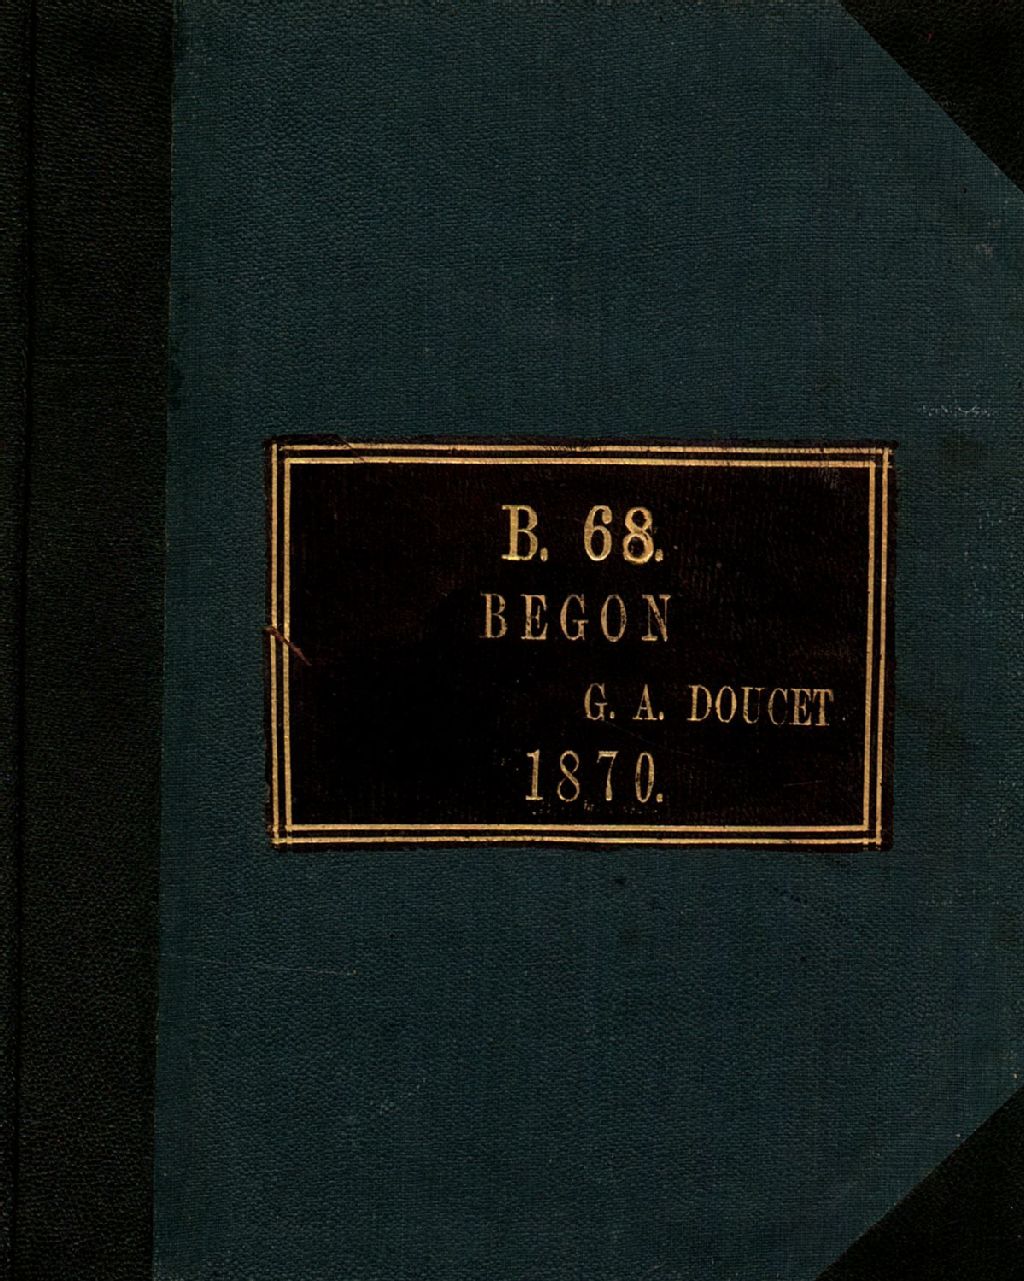 B. 68.
BEGON
G. A. DOUCET
1870.